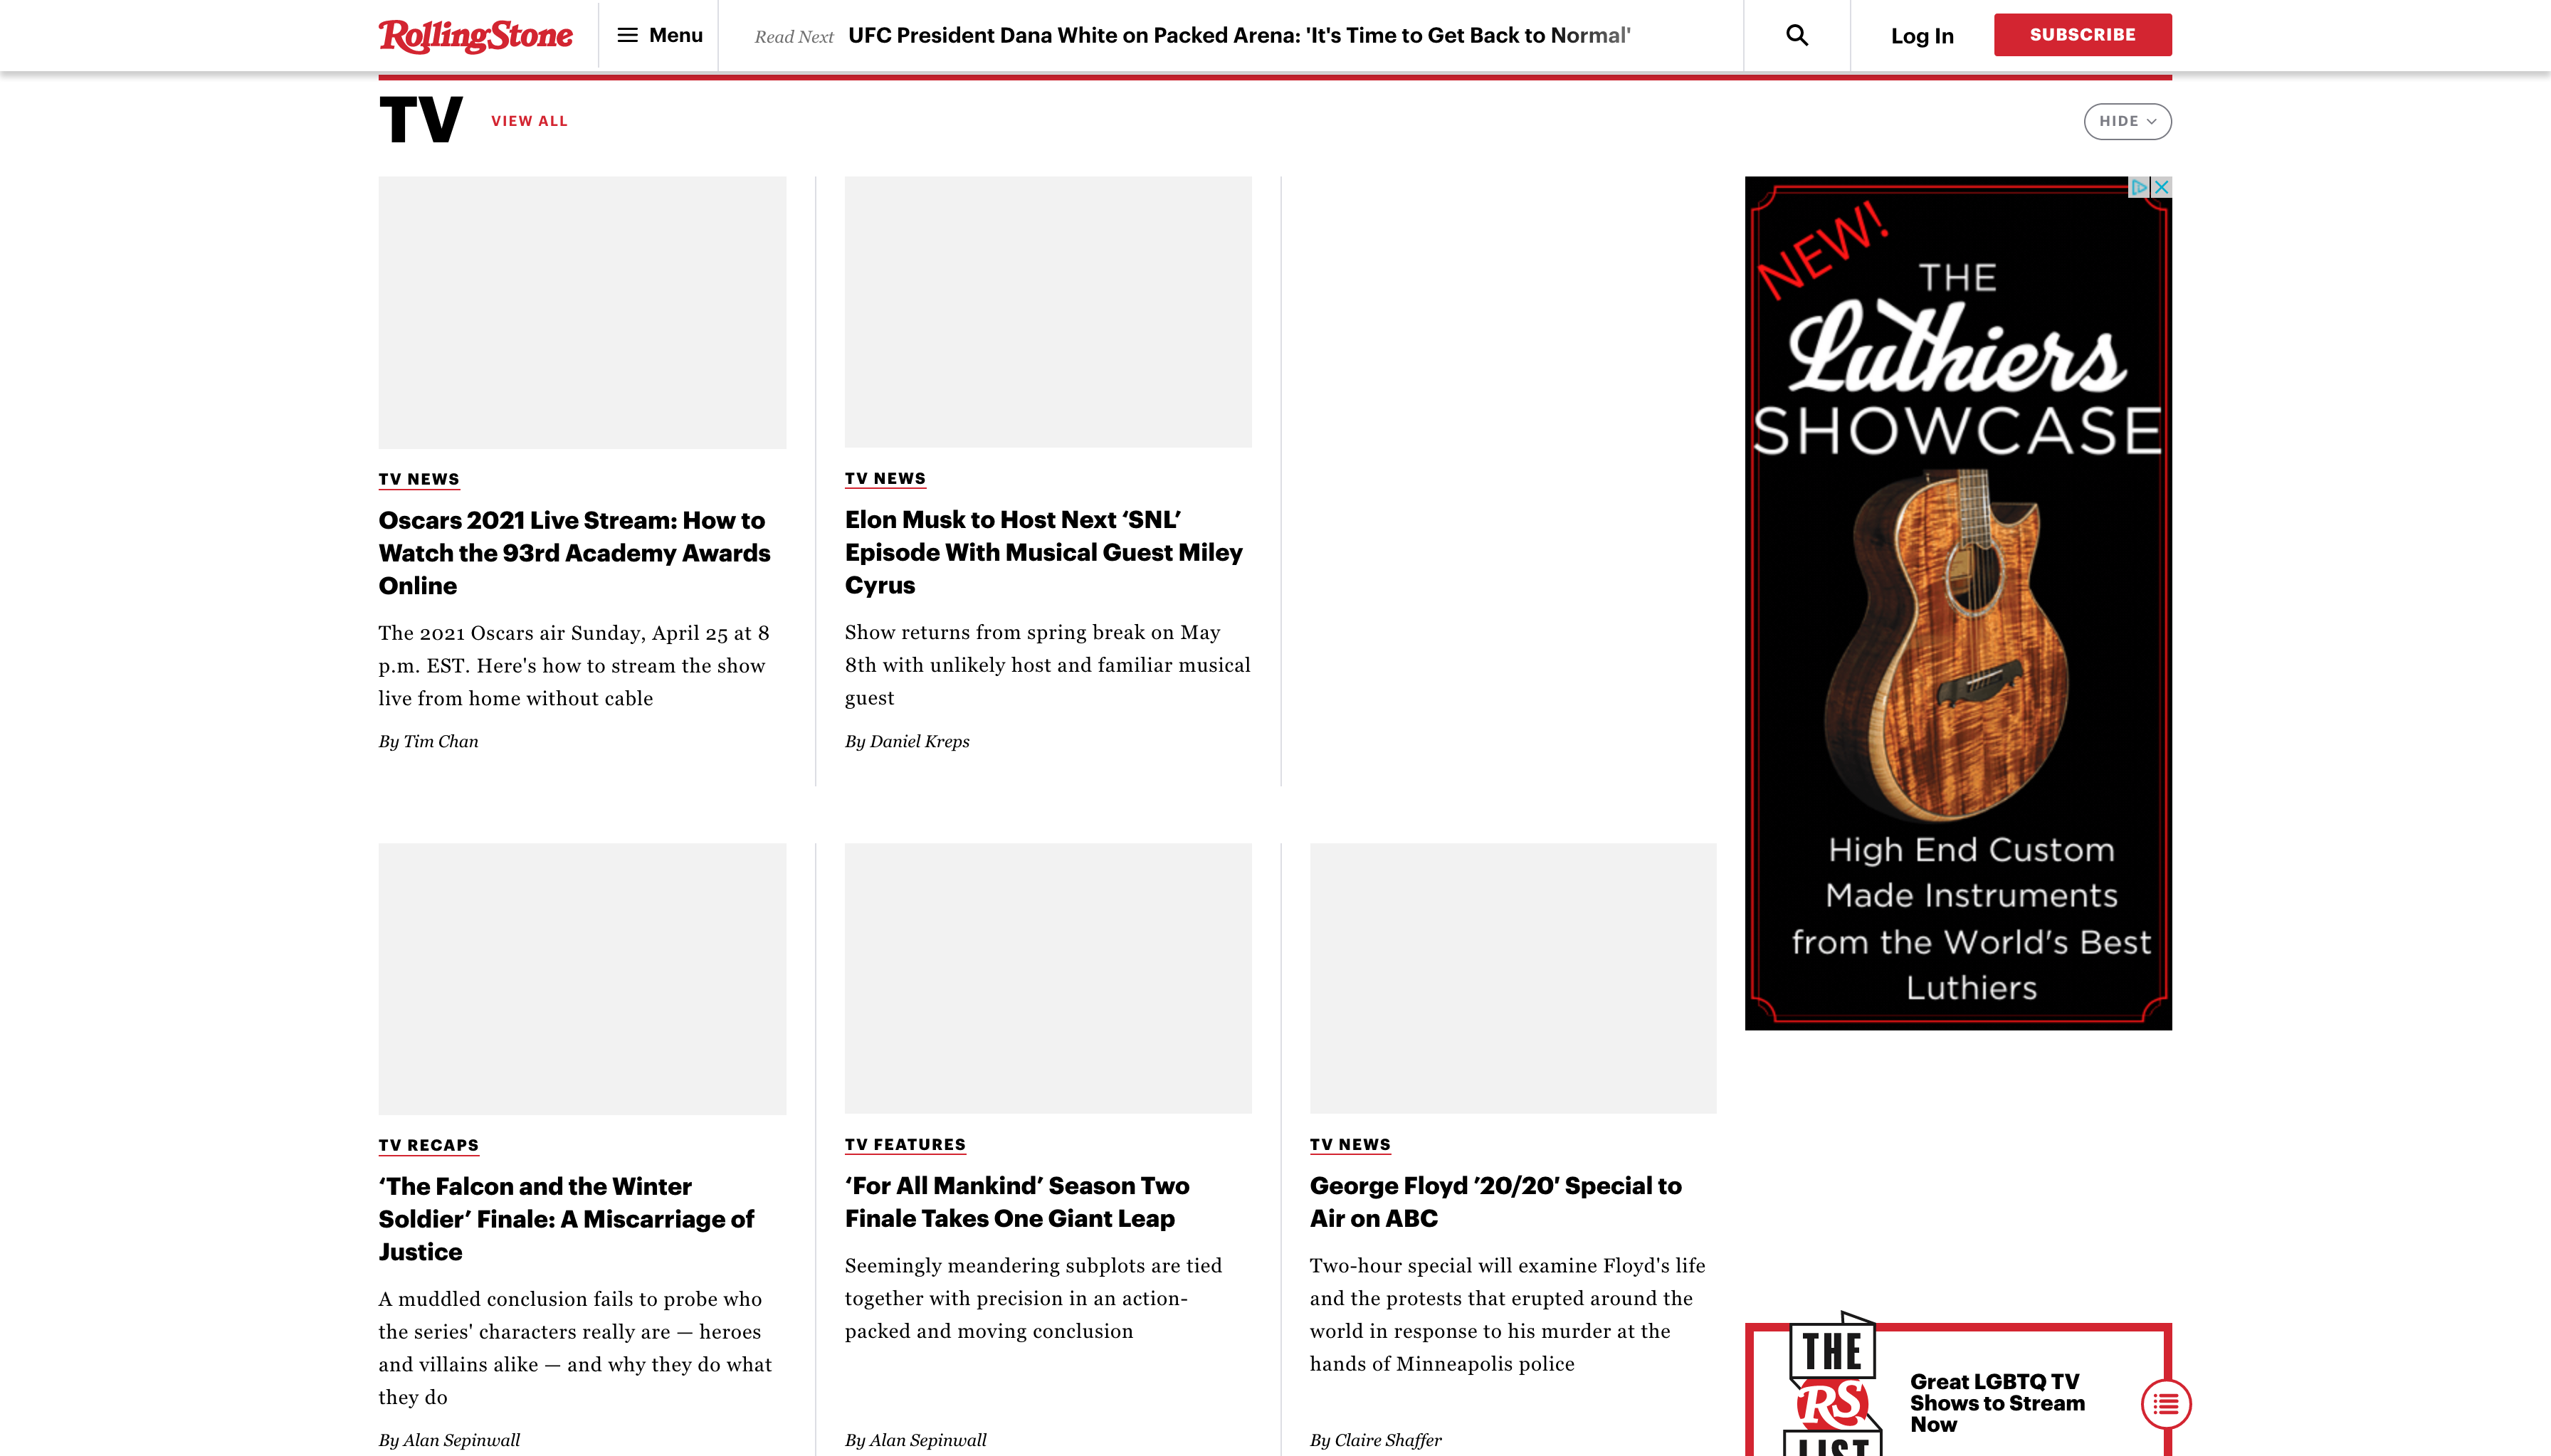 RollingStone
Menu
Read Next UFC President Dana White on Packed Arena: 'It's Time to Get Back to Normal'
Log In
SUBSCRIBE
TV
VIEW ALL
HIDE
TV NEWS
Oscars 2021 Live Stream: How to
Watch the 93rd Academy Awards
Online
The 2021 Oscars air Sunday, April 25 at 8
p.m. EST. Here's how to stream the show
live from home without cable
By Tim Chan
TV NEWS
Elon Musk to Host Next ‘SNL’
Episode With Musical Guest Miley
Cyrus
Show returns from spring break on May
8th with unlikely host and familiar musical
guest
By Daniel Kreps
NEW!
THE
Luthiers
SHOWCASE
High End Custom
Made Instruments
from the World's Best
Luthiers
TV RECAPS
‘The Falcon and the Winter
Soldier’ Finale: A Miscarriage of
Justice
A muddled conclusion fails to probe who
the series' characters really are — heroes
and villains alike — and why they do what
they do
By Alan Sepinwall
TV FEATURES
‘For All Mankind’ Season Two
Finale Takes One Giant Leap
Seemingly meandering subplots are tied
together with precision in an action-
packed and moving conclusion
By Alan Sepinwall
TV NEWS
George Floyd ’20/20′ Special to
Air on ABC
Two-hour special will examine Floyd's life
and the protests that erupted around the
world in response to his murder at the
hands of Minneapolis police
By Claire Shaffer
THE
RS
LIST
Great LGBTQ TV
Shows to Stream
Now